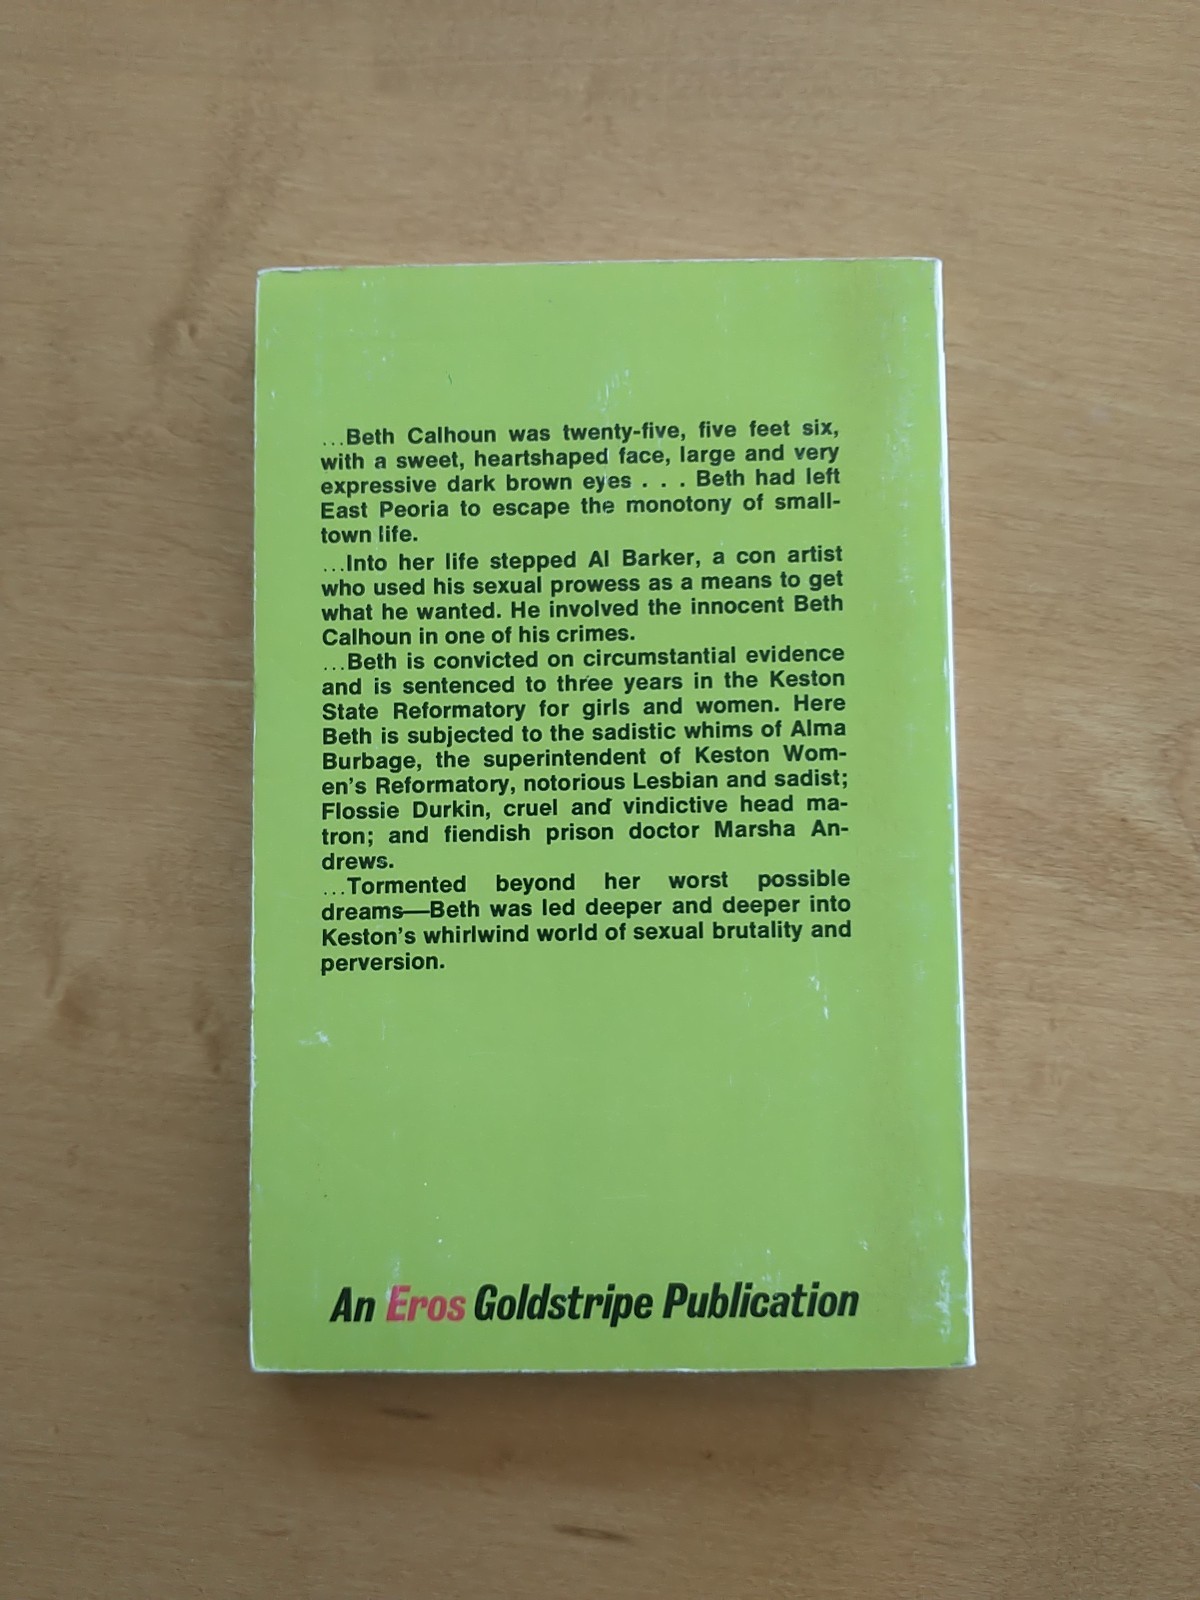 ...Beth Calhoun was twenty-five, five feet six,
with a sweet, heartshaped face, large and very
expressive dark brown eyes . . . Beth had left
East Peoria to escape the monotony of small-
town life.
...Into her life stepped Al Barker, a con artist
who used his sexual prowess as a means to get
what he wanted. He involved the innocent Beth
Calhoun in one of his crimes.
...Beth is convicted on circumstantial evidence
and is sentenced to three years in the Keston
State Reformatory for girls and women. Here
Beth is subjected to the sadistic whims of Alma
Burbage, the superintendent of Keston Wom-
en's Reformatory, notorious Lesbian and sadist;
Flossie Durkin, cruel and vindictive head ma-
tron; and fiendish prison doctor Marsha An-
drews.
...Tormented beyond her worst possible
dreams—Beth was led deeper and deeper into
Keston's whirlwind world of sexual brutality and
perversion.
An Eros Goldstripe Publication